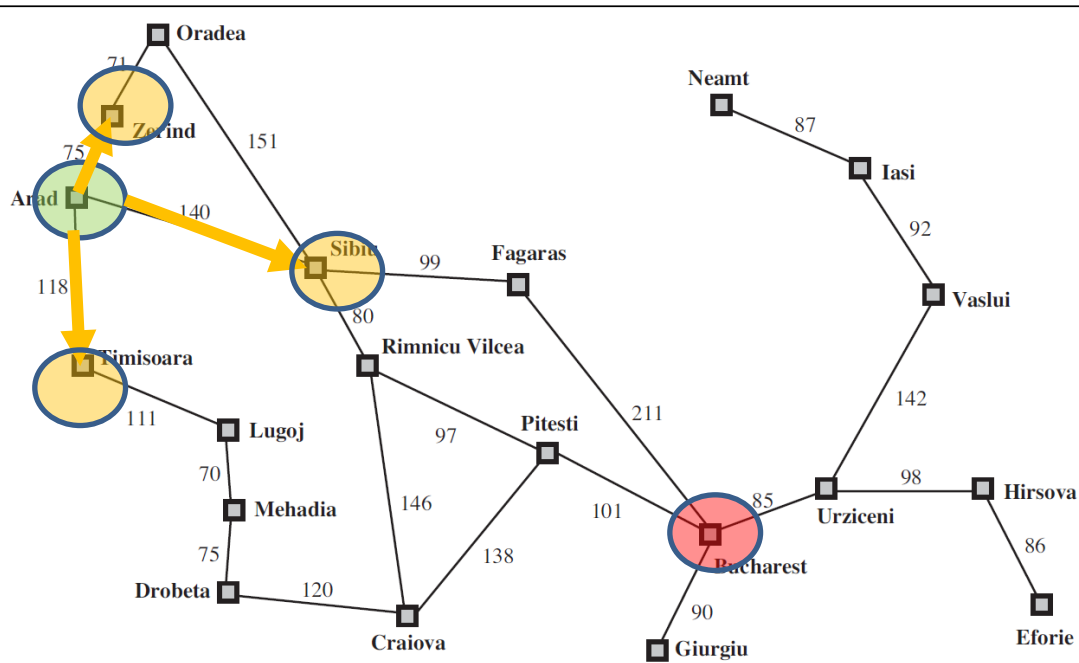 Oradea
71
Neamt
Zerind
87
75
151
Iasi
Arad
140
92
Sibiu
Fagaras
99
118
Vaslui
80
Timisoara
Rimnicu Vilcea
142
111
211
Lugoj
97
Pitesti
70
98
Hirsova
146
101
85
Mehadia
Urziceni
75
138
86
Bucharest
Drobeta
120
90
Craiova
Giurgiu
Eforie